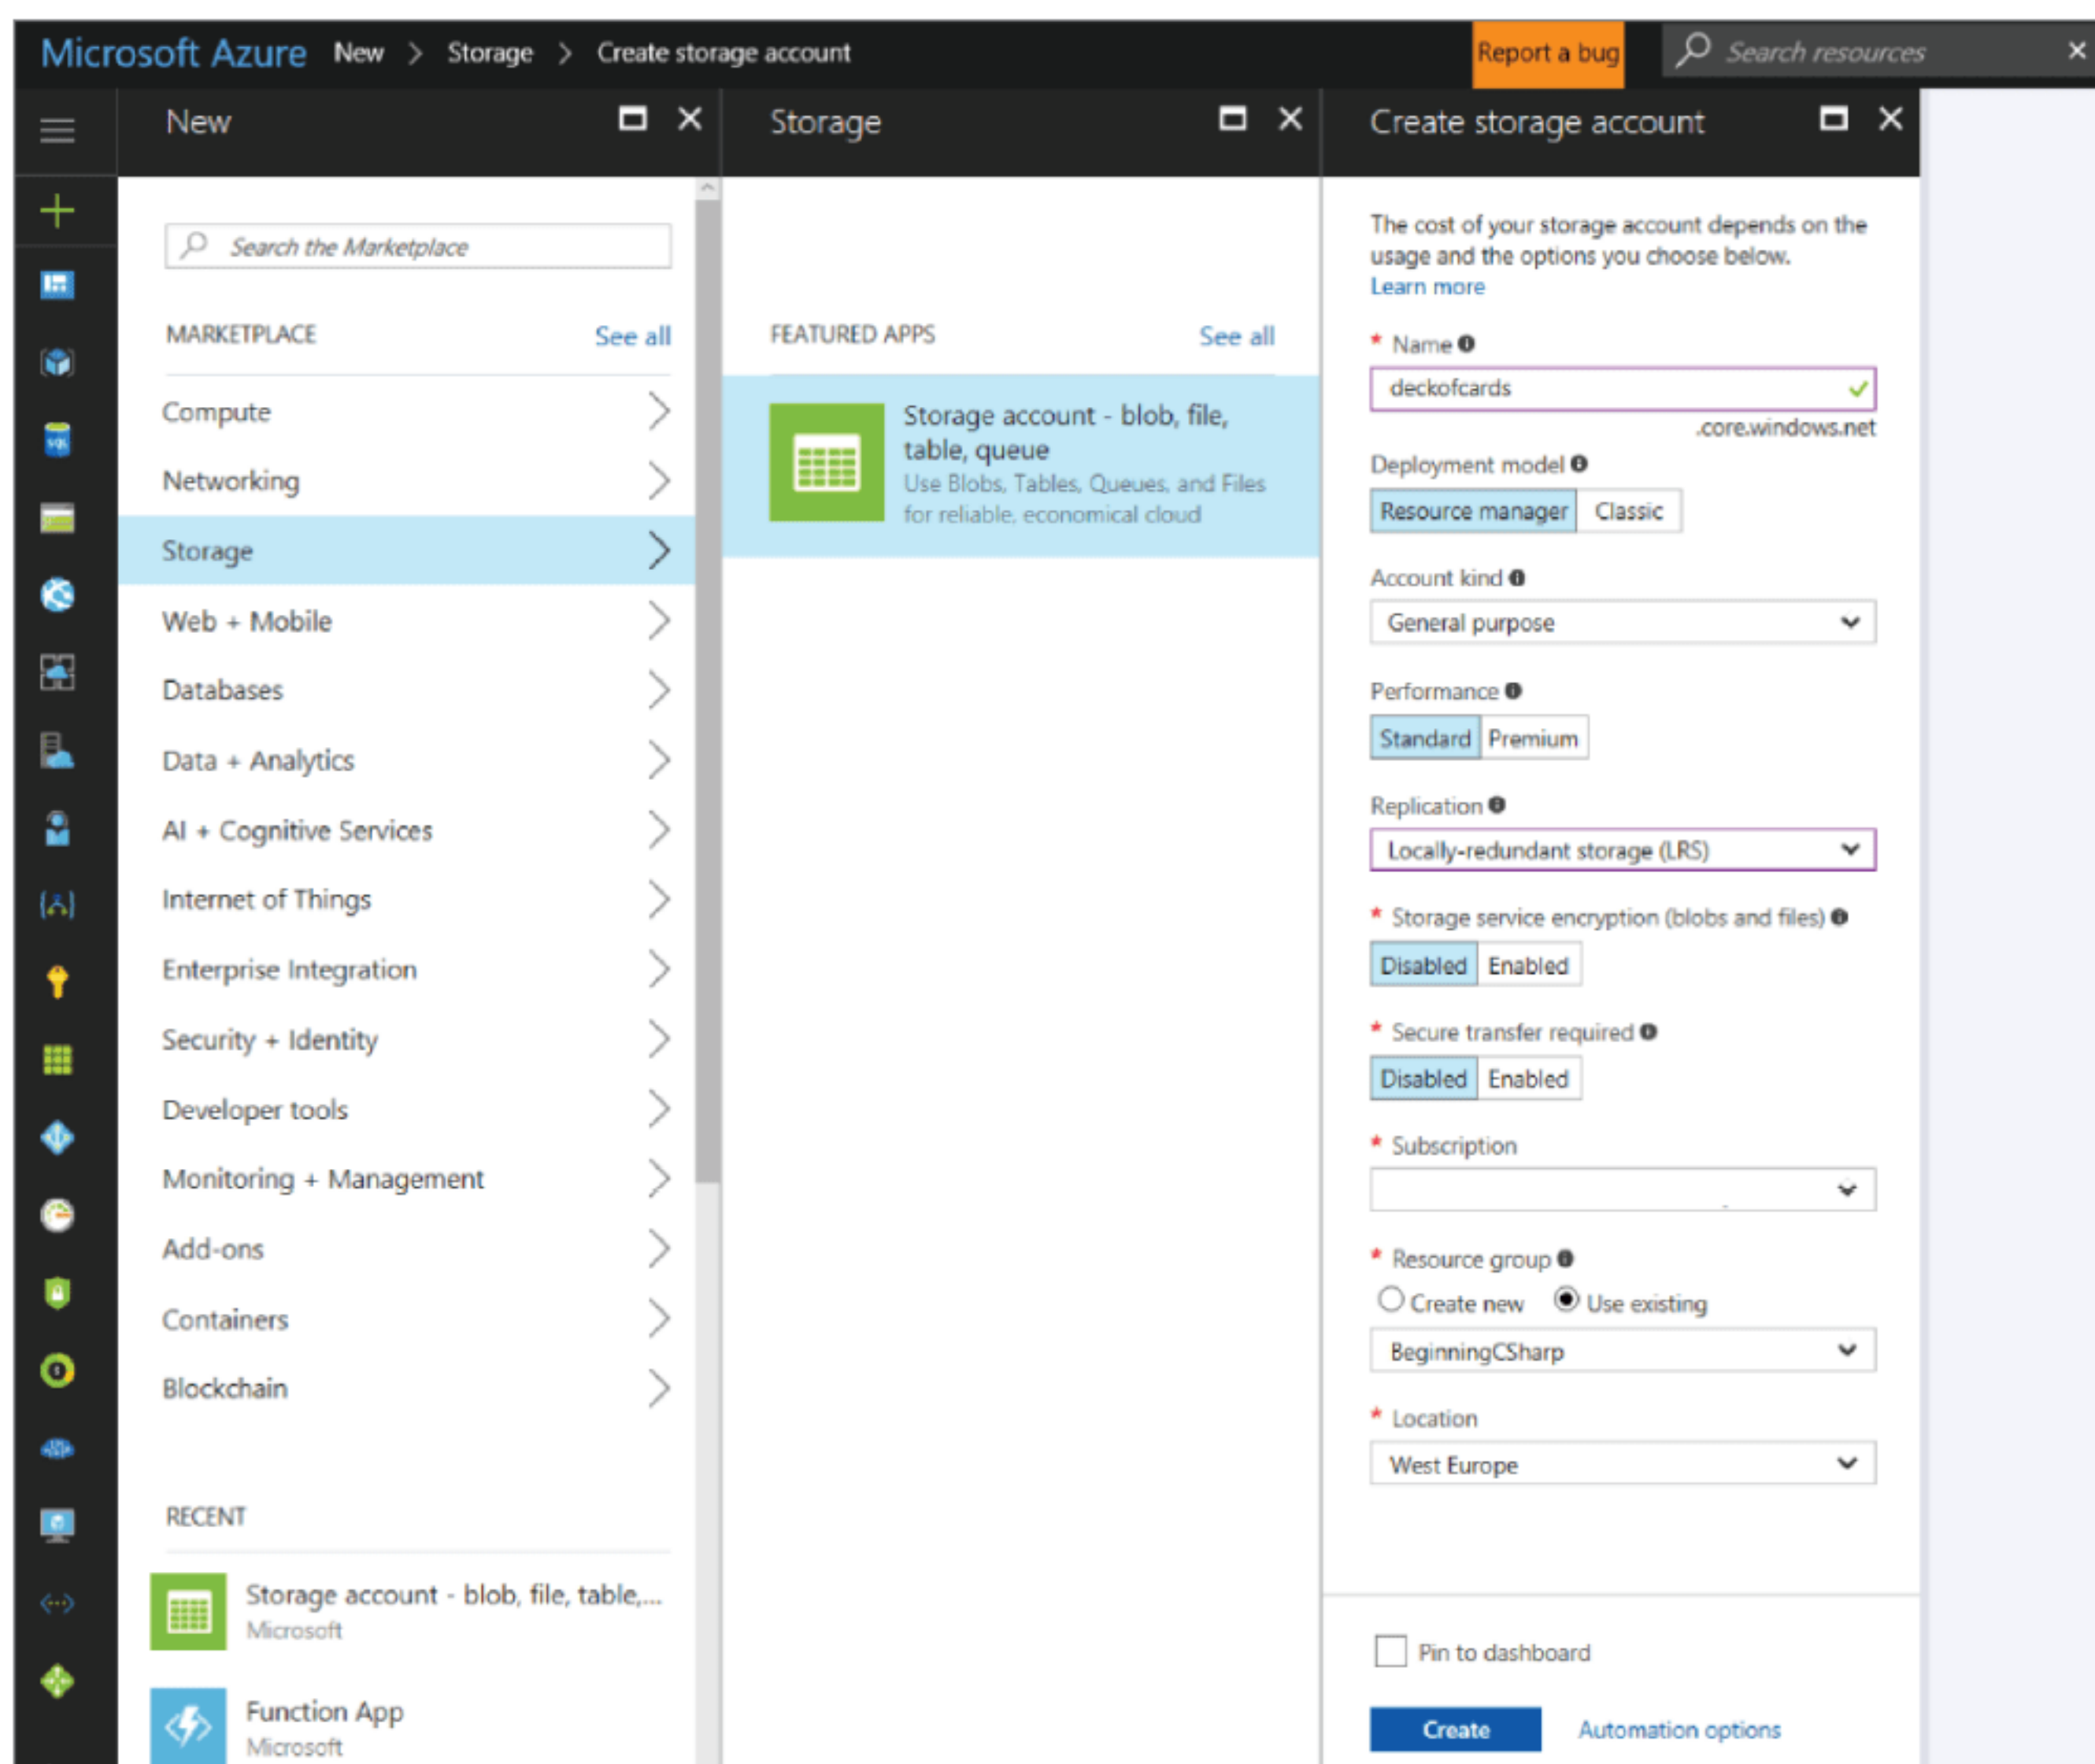 Microsoft Azure New > Storage > Create storage account
Report a bug
Search resources
New
Search the Marketplace
MARKETPLACE
See all
Compute
Networking
Storage
Web + Mobile
Databases
Data + Analytics
AI + Cognitive Services
Internet of Things
Enterprise Integration
Security + Identity
Developer tools
Monitoring + Management
Add-ons
Containers
Blockchain
RECENT
Storage account - blob, file, table,...
Microsoft
Function App
Microsoft
Storage
FEATURED APPS
See all
Storage account - blob, file,
table, queue
Use Blobs, Tables, Queues, and Files
for reliable, economical cloud
Create storage account
The cost of your storage account depends on the
usage and the options you choose below.
Learn more
* Name
deckofcards
.core.windows.net
Deployment model
Resource manager Classic
Account kind
General purpose
Performance
Standard Premium
Replication
Locally-redundant storage (LRS)
* Storage service encryption (blobs and files)
Disabled Enabled
* Secure transfer required
Disabled Enabled
* Subscription
* Resource group
Create new Use existing
BeginningCSharp
* Location
West Europe
Pin to dashboard
Create Automation options
SQL